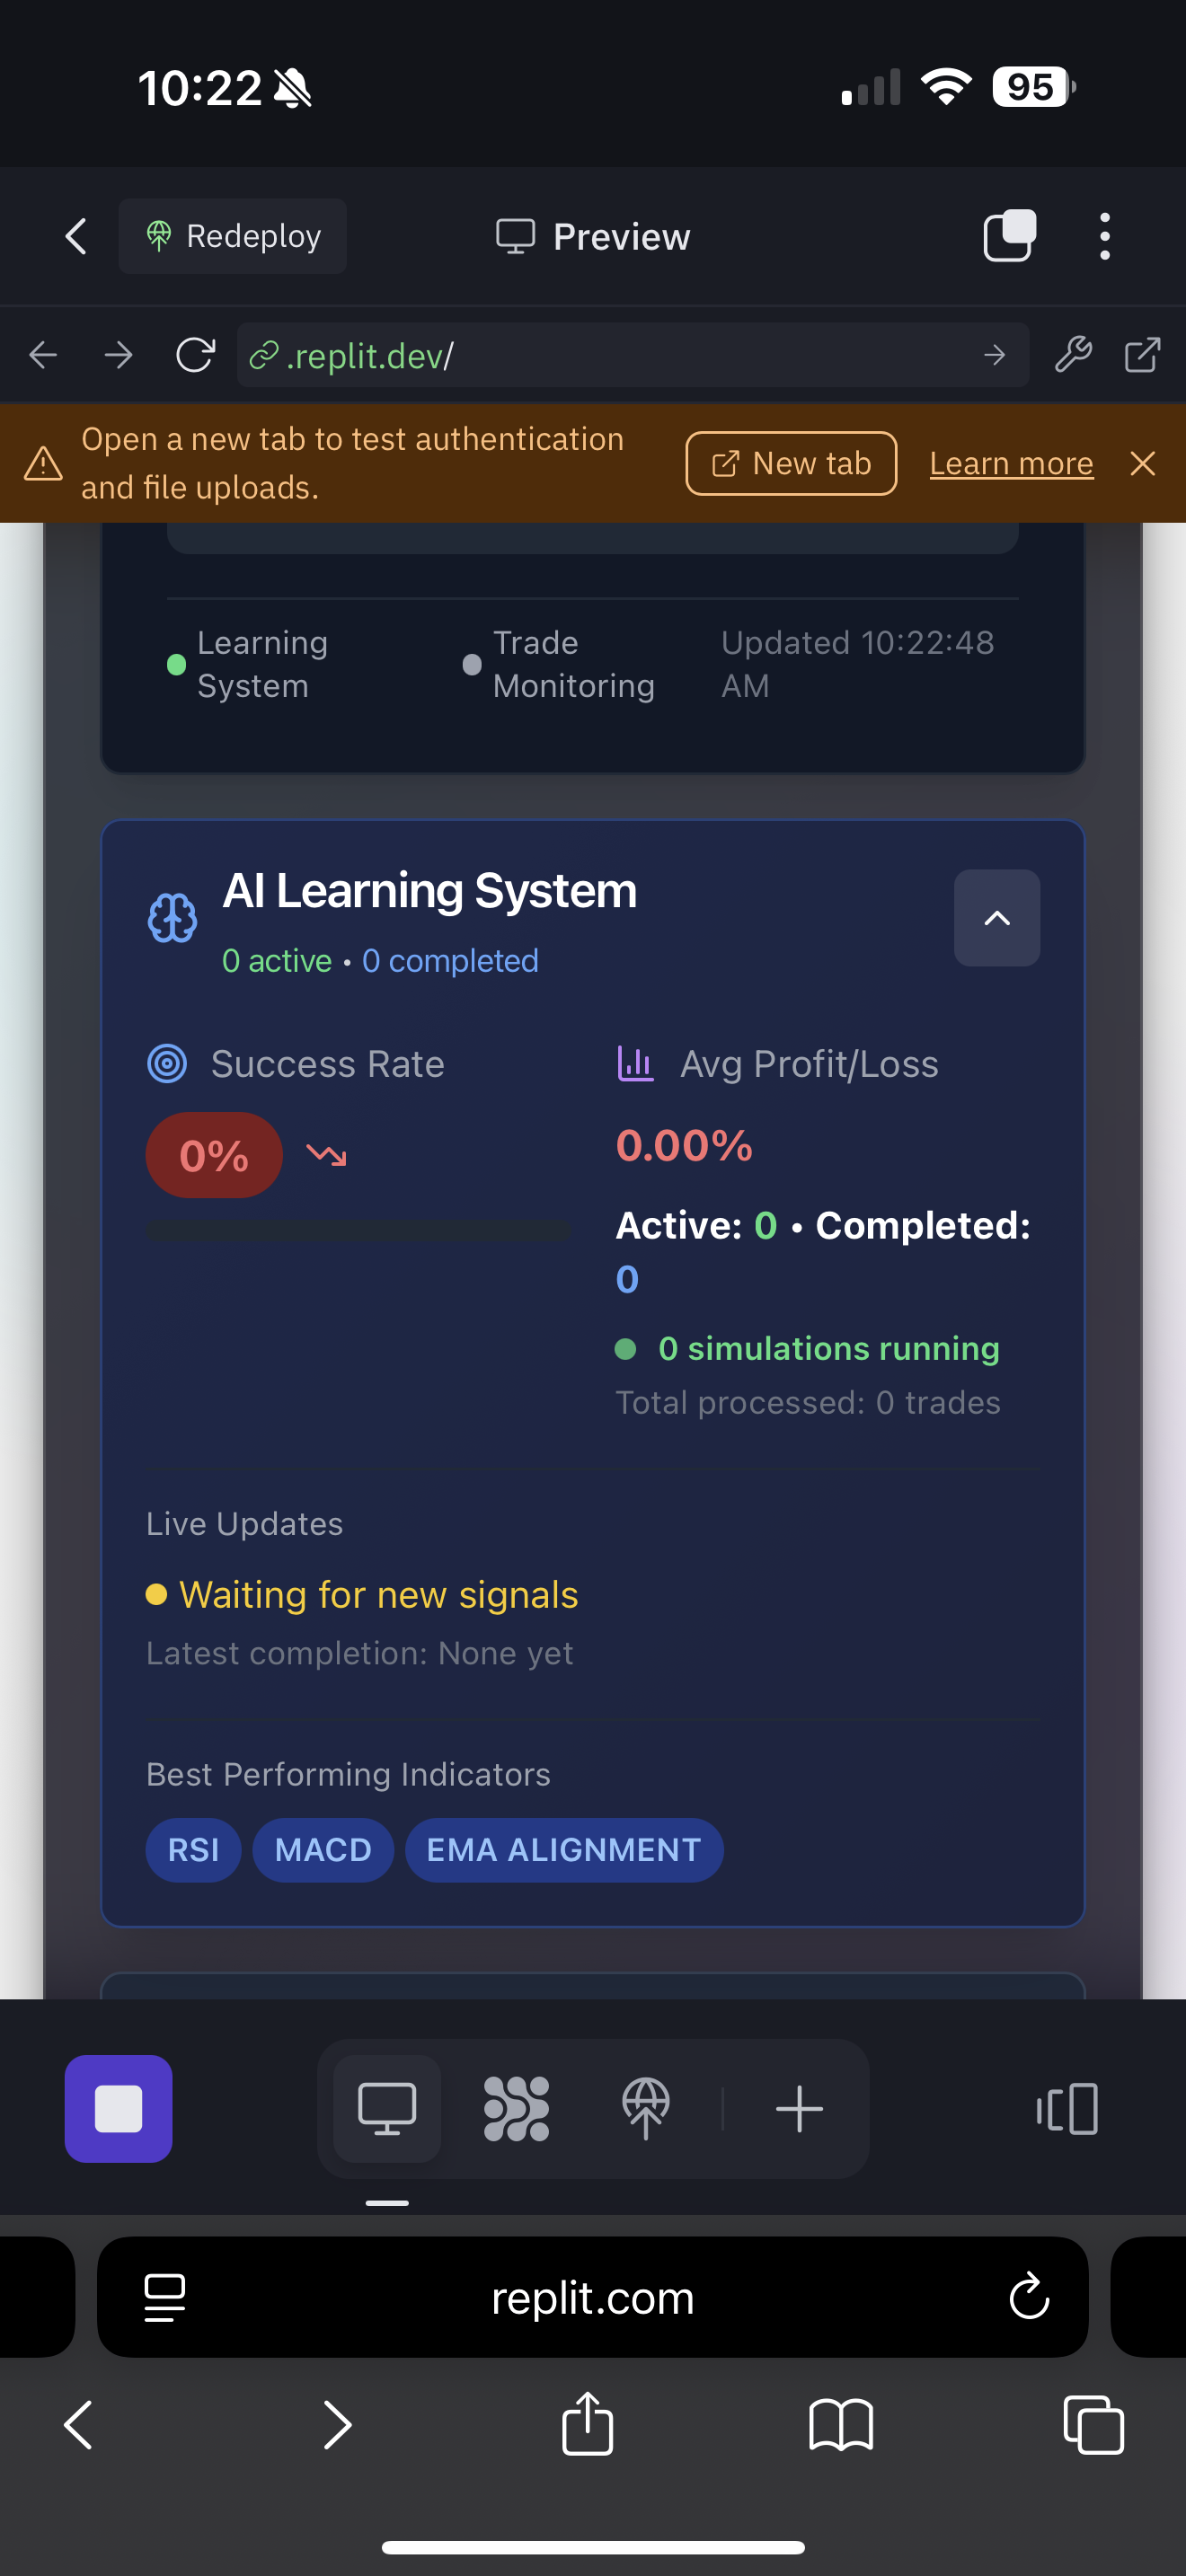 10:22
95
Redeploy
Preview
.replit.dev/
Open a new tab to test authentication
and file uploads.
New tab
Learn more
Learning
System
Trade
Monitoring
Updated 10:22:48
AM
AI Learning System
0 active • 0 completed
Success Rate
0%
Avg Profit/Loss
0.00%
Active: 0 • Completed:
0
0 simulations running
Total processed: 0 trades
Live Updates
Waiting for new signals
Latest completion: None yet
Best Performing Indicators
RSI
MACD
EMA ALIGNMENT
replit.com